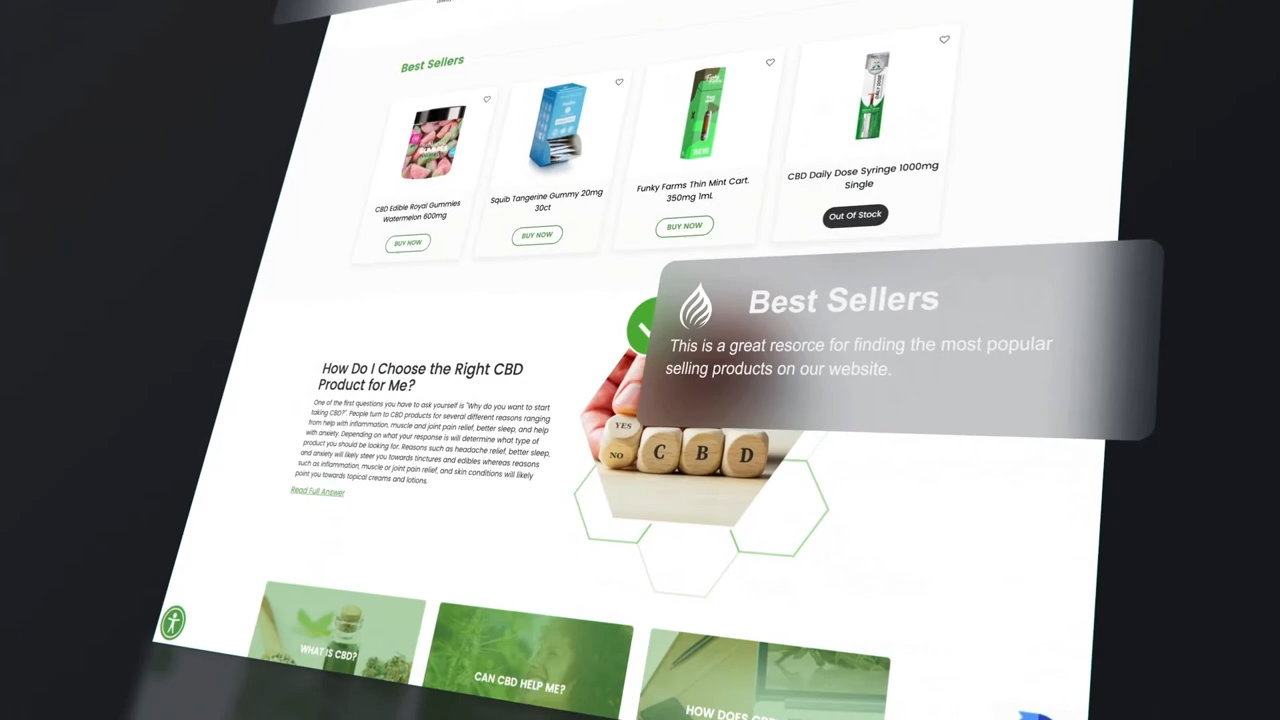 Best Sellers
CBD Edible Royal Gummies
Watermelon 600mg
BUY NOW
Squib Tangerine Gummy 20mg
30ct
BUY NOW
Funky Farms Thin Mint Cart.
350mg 1mL
BUY NOW
CBD Daily Dose Syringe 1000mg
Single
Out Of Stock
Best Sellers
This is a great resorce for finding the most popular
selling products on our website.
How Do I Choose the Right CBD
Product for Me?
One of the first questions you have to ask yourself is "Why do you want to start
taking CBD?". People turn to CBD products for several different reasons ranging
from help with inflammation, muscle and joint pain relief, better sleep, and help
with anxiety. Depending on what your response is will determine what type of
product you should be looking for. Reasons such as headache relief, better sleep,
and anxiety will likely steer you towards tinctures and edibles whereas reasons
such as inflammation, muscle or joint pain relief, and skin conditions will likely
point you towards topical creams and lotions.
Read Full Answer
YES
NO
C B D
WHAT IS CBD?
CAN CBD HELP ME?
HOW DOES